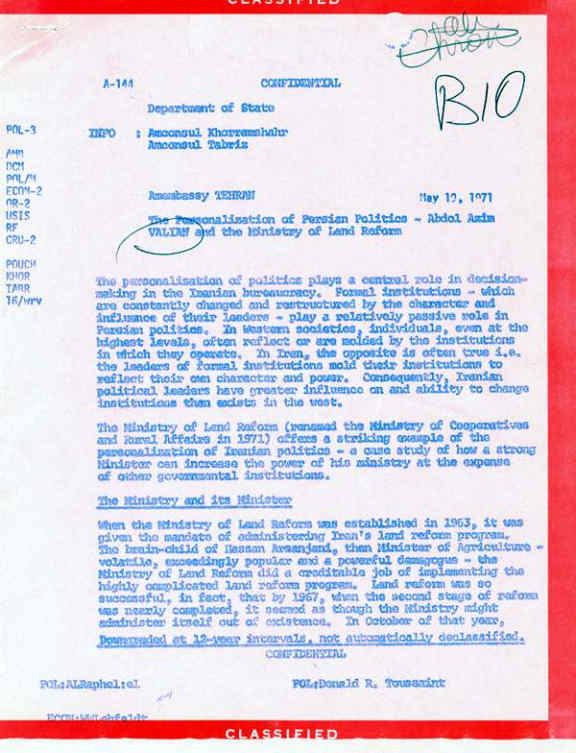 CLASSIFIED
BIO
A-144
CONFIDENTIAL
Department of State
POL-3
INFO : Amconsul Khorramshahr
Amconsul Tabriz
AMB
DCM
POL/M
ECON-2
OR-2
USIS
RF
CRU-2
Amembassy TEHRAN
May 19, 1971
The Personalization of Persian Politics - Abdol Azim
VALIAN and the Ministry of Land Reform
POUCH
KHOR
TABR
The personalization of politics plays a central role in decision-
making in the Iranian bureaucracy. Formal institutions - which
are constantly changed and restructured by the character and
influence of their leaders - play a relatively passive role in
Persian politics. In Western societies, individuals, even at the
highest levels, often reflect or are molded by the institutions
in which they operate. In Iran, the opposite is often true i.e.
the leaders of formal institutions mold their institutions to
reflect their own character and power. Consequently, Iranian
political leaders have greater influence on and ability to change
institutions than exists in the west.
The Ministry of Land Reform (renamed the Ministry of Cooperatives
and Rural Affairs in 1971) offers a striking example of the
personalization of Iranian politics - a case study of how a strong
Minister can increase the power of his ministry at the expense
of other governmental institutions.
The Ministry and its Minister
When the Ministry of Land Reform was established in 1963, it was
given the mandate of administering Iran's land reform program.
The brain-child of Hassan Arsanjani, then Minister of Agriculture -
volatile, exceedingly popular and a powerful demagogue - the
Ministry of Land Reform did a creditable job of implementing the
highly complicated land reform program. Land reform was so
successful, in fact, that by 1967, when the second stage of reform
was nearly completed, it seemed as though the Ministry might
administer itself out of existence. In October of that year,
Downgraded at 12-year intervals, not automatically declassified.
CONFIDENTIAL
POL:ALRaphel:el
POL:Donald R. Toussaint
CLASSIFIED